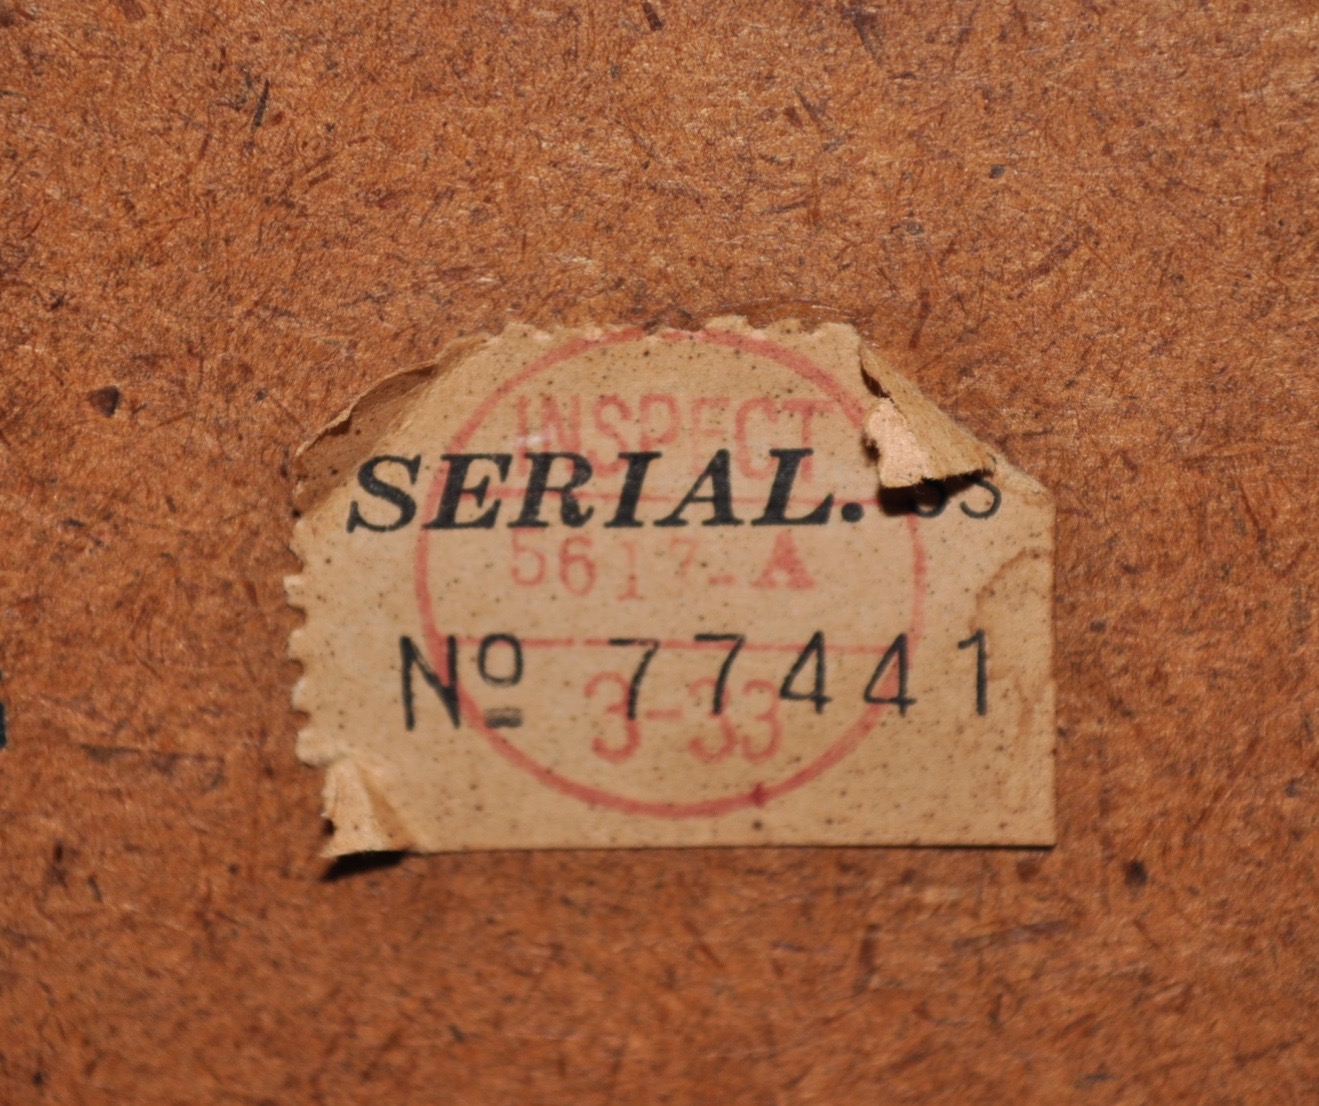 INSPECT
SERIAL.
5617-A
Nº 77441
3-33